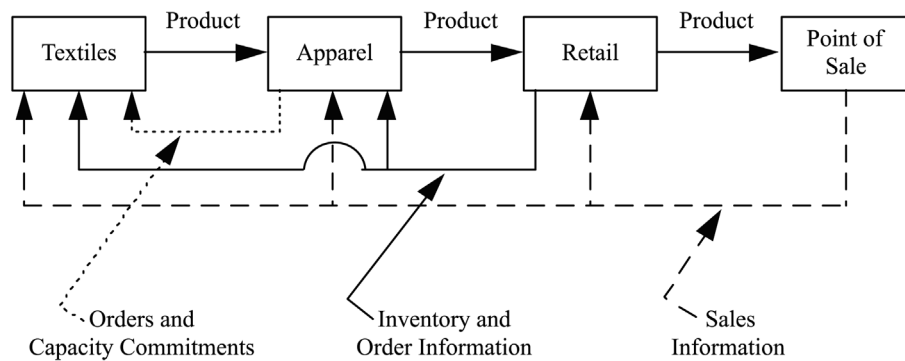 Product
Product
Product
Textiles
Apparel
Retail
Point of
Sale
Orders and
Capacity Commitments
Inventory and
Order Information
Sales
Information